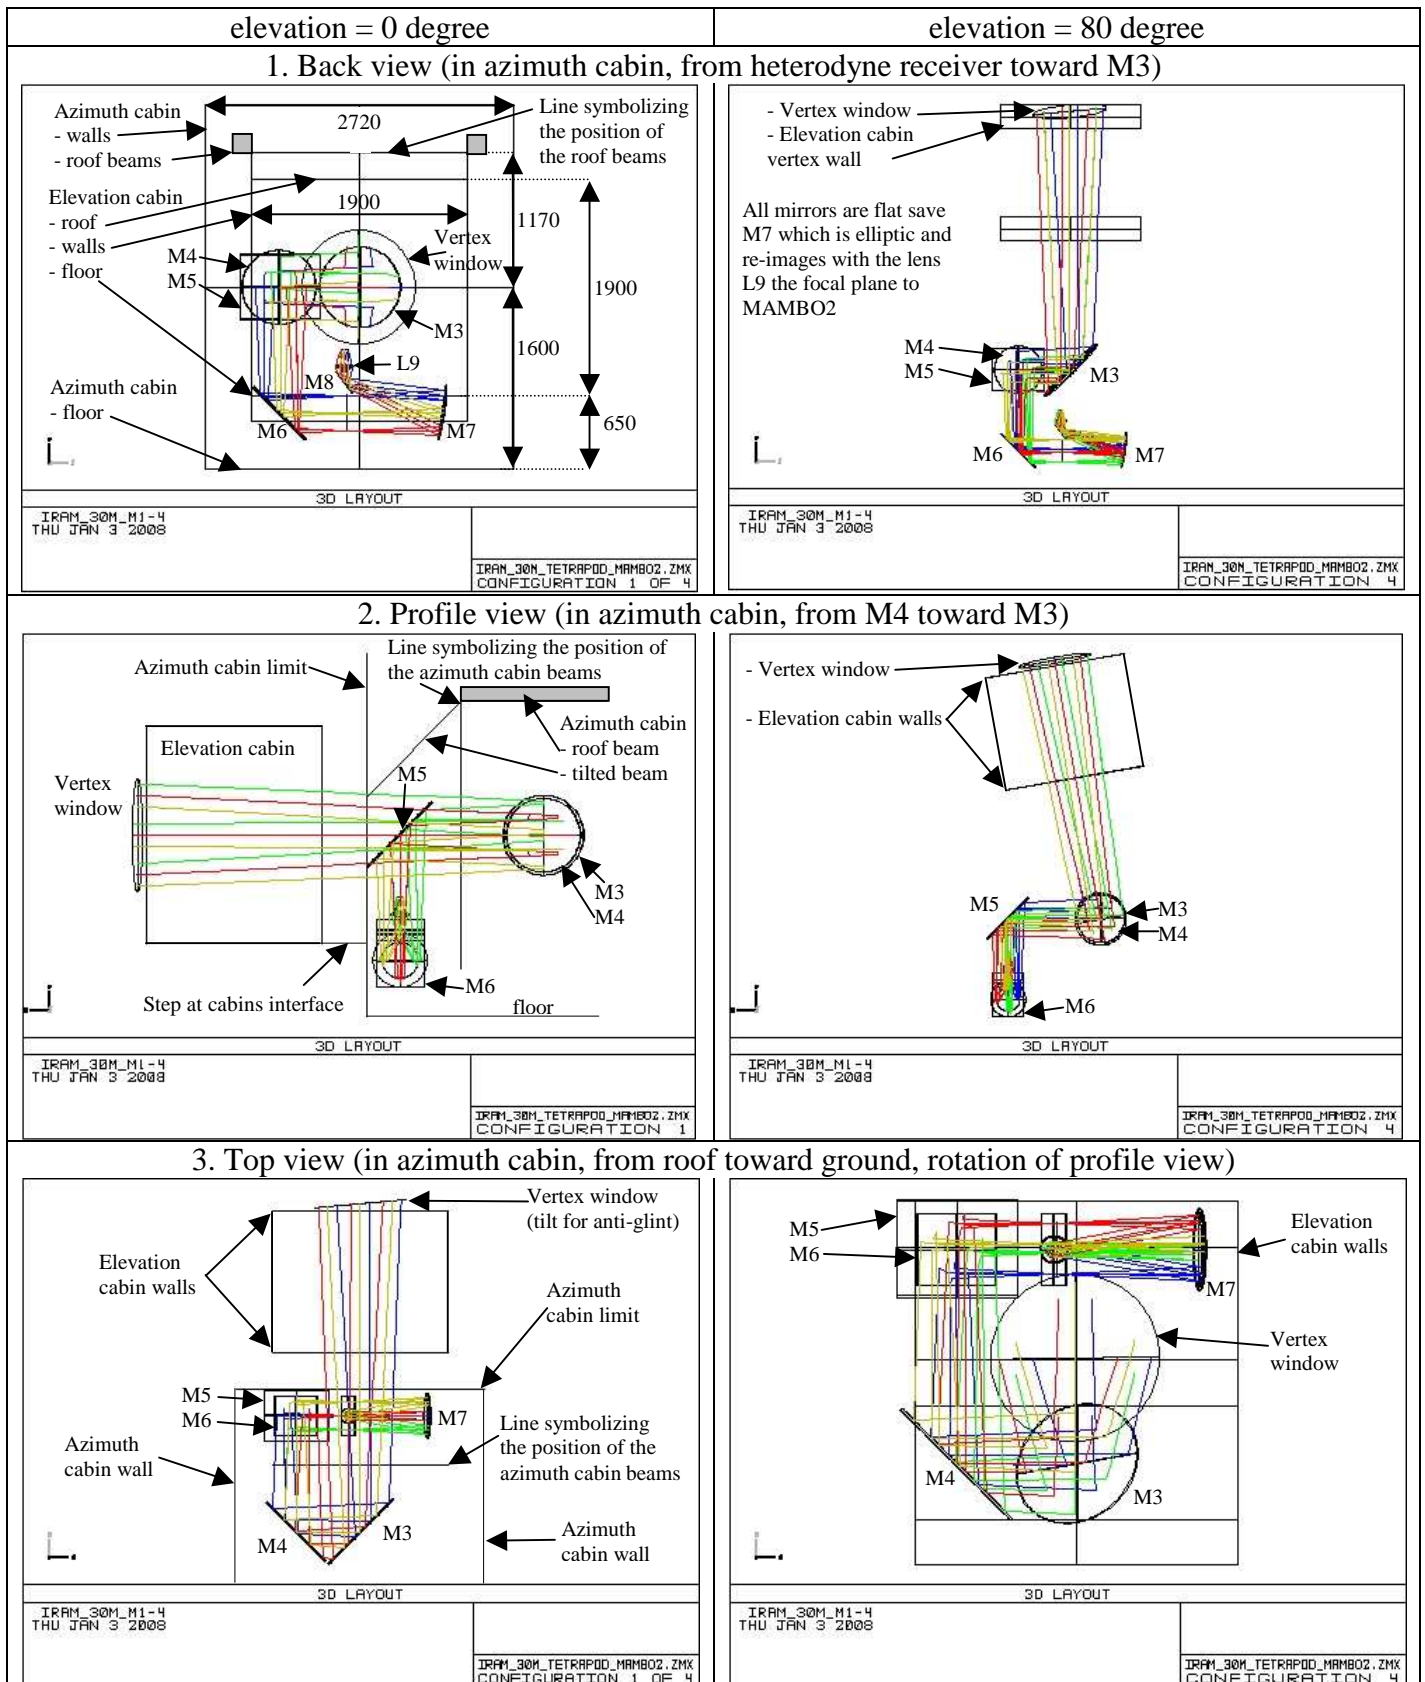 elevation = 0 degree
elevation = 80 degree
1. Back view (in azimuth cabin, from heterodyne receiver toward M3)
Azimuth cabin
- walls
- roof beams
2720
Line symbolizing
the position of
the roof beams
Elevation cabin
- roof
- walls
- floor
1900
1170
Vertex
window
M4
M5
1900
M3
1600
L9
M8
Azimuth cabin
- floor
M6
M7
650
3D LAYOUT
IRAM_30M_M1-4
THU JAN 3 2008
IRAM_30M_TETRAPOD_MAMBO2.ZMX
CONFIGURATION 1 OF 4
- Vertex window
- Elevation cabin
vertex wall
All mirrors are flat save
M7 which is elliptic and
re-images with the lens
L9 the focal plane to
MAMBO2
M4
M5
M3
M6
M7
3D LAYOUT
IRAM_30M_M1-4
THU JAN 3 2008
IRAM_30M_TETRAPOD_MAMBO2.ZMX
CONFIGURATION 4
2. Profile view (in azimuth cabin, from M4 toward M3)
Line symbolizing the position of
the azimuth cabin beams
Azimuth cabin limit
Azimuth cabin
- roof beam
- tilted beam
Elevation cabin
M5
Vertex
window
M3
M4
M6
Step at cabins interface
floor
3D LAYOUT
IRAM_30M_M1-4
THU JAN 3 2008
IRAM_30M_TETRAPOD_MAMBO2.ZMX
CONFIGURATION 1
- Vertex window
- Elevation cabin walls
M5
M3
M4
M6
3D LAYOUT
IRAM_30M_M1-4
THU JAN 3 2008
IRAM_30M_TETRAPOD_MAMBO2.ZMX
CONFIGURATION 4
3. Top view (in azimuth cabin, from roof toward ground, rotation of profile view)
Vertex window
(tilt for anti-glint)
Elevation
cabin walls
Azimuth
cabin limit
M5
M6
M7
Azimuth
cabin wall
Line symbolizing
the position of the
azimuth cabin beams
M4
M3
Azimuth
cabin wall
3D LAYOUT
IRAM_30M_M1-4
THU JAN 3 2008
IRAM_30M_TETRAPOD_MAMBO2.ZMX
CONFIGURATION 1 OF 4
M5
M6
Elevation
cabin walls
M7
Vertex
window
M4
M3
3D LAYOUT
IRAM_30M_M1-4
THU JAN 3 2008
IRAM_30M_TETRAPOD_MAMBO2.ZMX
CONFIGURATION 4